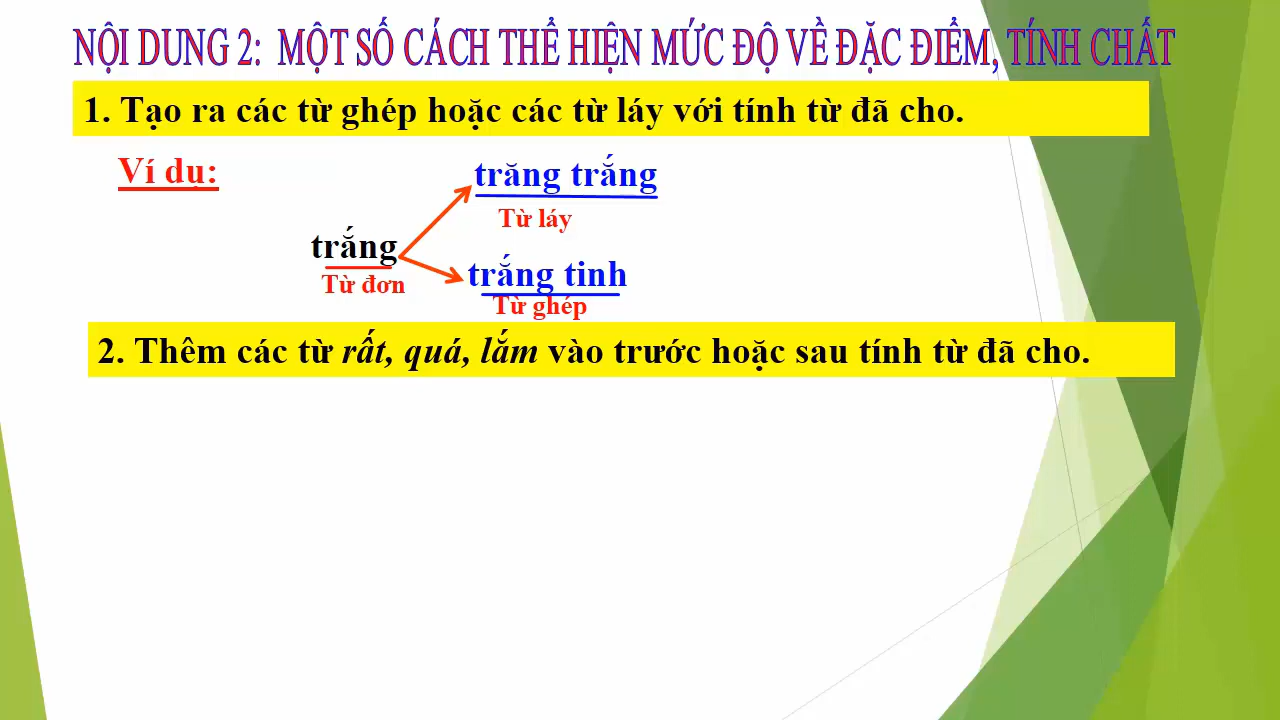 NỘI DUNG 2: MỘT SỐ CÁCH THỂ HIỆN MỨC ĐỘ VỀ ĐẶC ĐIỂM, TÍNH CHẤT
1. Tạo ra các từ ghép hoặc các từ láy với tính từ đã cho.
Ví dụ:
trăng trắng
Từ láy
trắng
Từ đơn
trắng tinh
Từ ghép
2. Thêm các từ rất, quá, lắm vào trước hoặc sau tính từ đã cho.